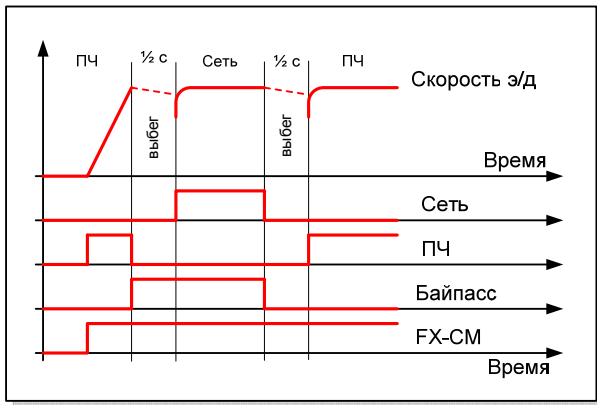 ПЧ ½ с Сеть ½ с ПЧ
Скорость э/д
выбег
выбег
Время
Сеть
ПЧ
Байпасс
FX-CM
Время